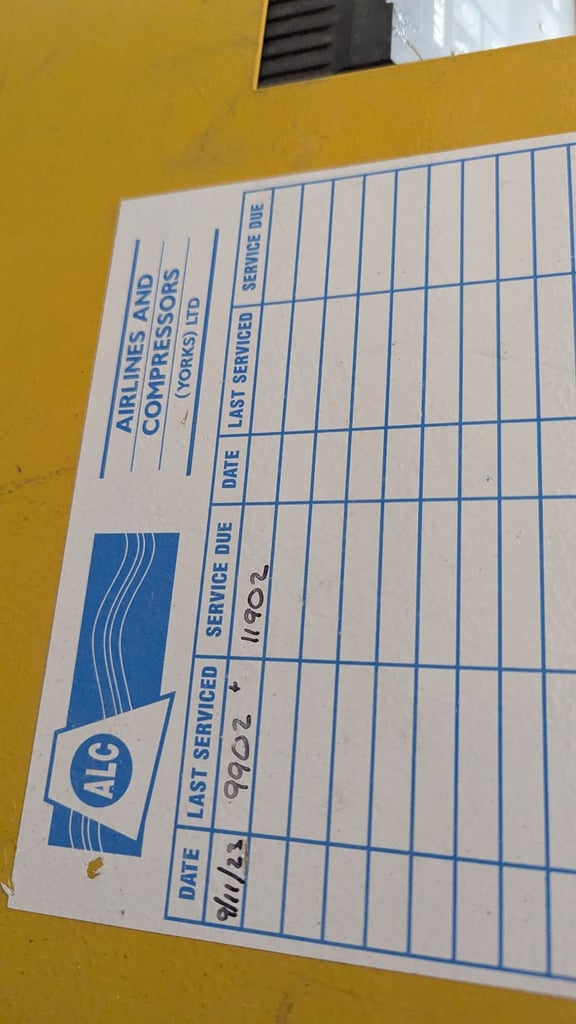 ALC
AIRLINES AND
COMPRESSORS
(YORKS) LTD
DATE LAST SERVICED SERVICE DUE DATE LAST SERVICED SERVICE DUE
9/11/23 9902 + 11902